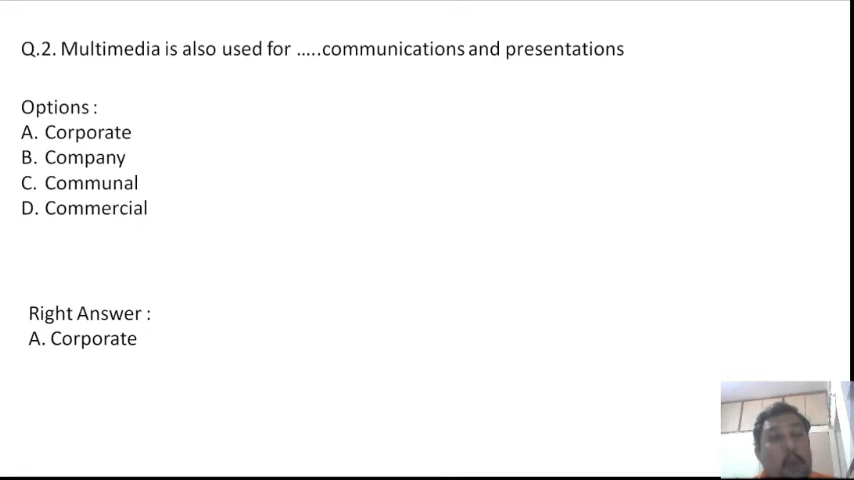 Q.2. Multimedia is also used for .....communications and presentations
Options :
A. Corporate
B. Company
C. Communal
D. Commercial
Right Answer :
A. Corporate